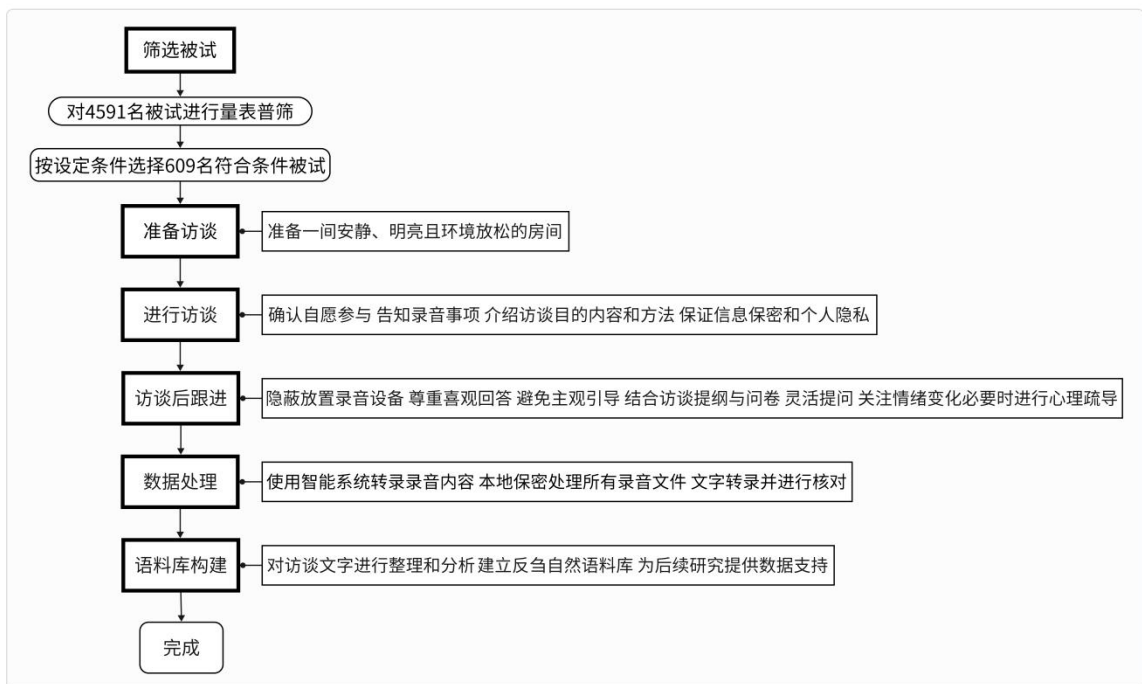 筛选被试
对4591名被试进行量表普筛
按设定条件选择609名符合条件被试
准备访谈
准备一间安静、明亮且环境放松的房间
进行访谈
确认自愿参与 告知录音事项 介绍访谈目的内容和方法 保证信息保密和个人隐私
访谈后跟进
隐蔽放置录音设备 尊重喜观回答 避免主观引导 结合访谈提纲与问卷 灵活提问 关注情绪变化必要时进行心理疏导
数据处理
使用智能系统转录录音内容 本地保密处理所有录音文件 文字转录并进行核对
语料库构建
对访谈文字进行整理和分析 建立反刍自然语料库 为后续研究提供数据支持
完成